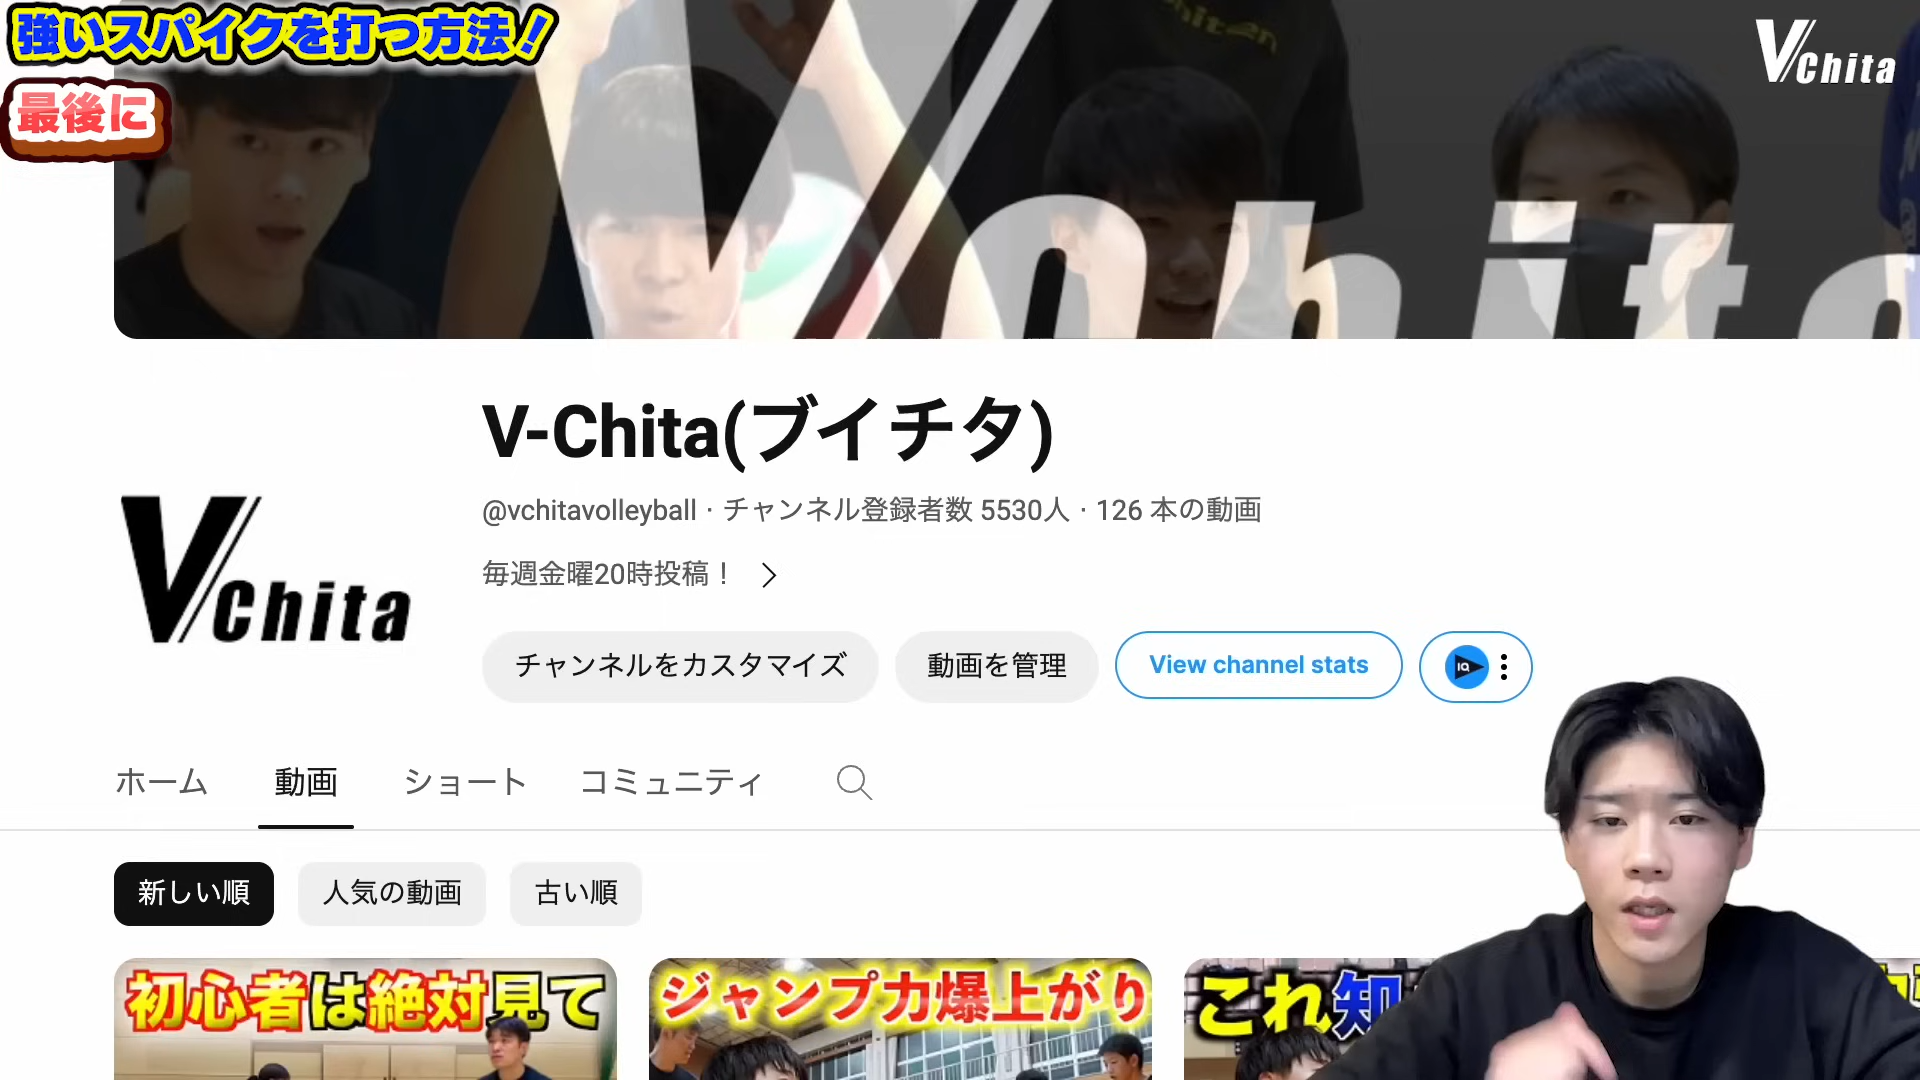 強いスパイクを打つ方法！
最後に
VChita
VChita
V-Chita(ブイチタ)
@vchitavolleyball · チャンネル登録者数 5530人 · 126 本の動画
毎週金曜20時投稿！
VChita
チャンネルをカスタマイズ
動画を管理
View channel stats
IQ
ホーム
動画
ショート
コミュニティ
新しい順
人気の動画
古い順
初心者は絶対見て
ジャンプ力爆上がり
これ知